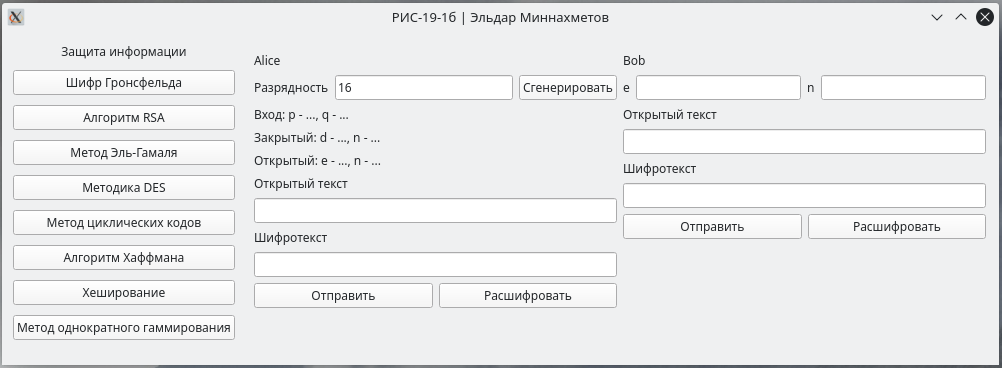 РИС-19-1б | Эльдар Миннахметов
Защита информации
Шифр Гронсфельда
Алгоритм RSA
Метод Эль-Гамаля
Методика DES
Метод циклических кодов
Алгоритм Хаффмана
Хеширование
Метод однократного гаммирования
Alice
Разрядность 16 Сгенерировать
Вход: p - ..., q - ...
Закрытый: d - ..., n - ...
Открытый: e - ..., n - ...
Открытый текст
Шифротекст
Отправить Расшифровать
Bob
e n
Открытый текст
Шифротекст
Отправить Расшифровать